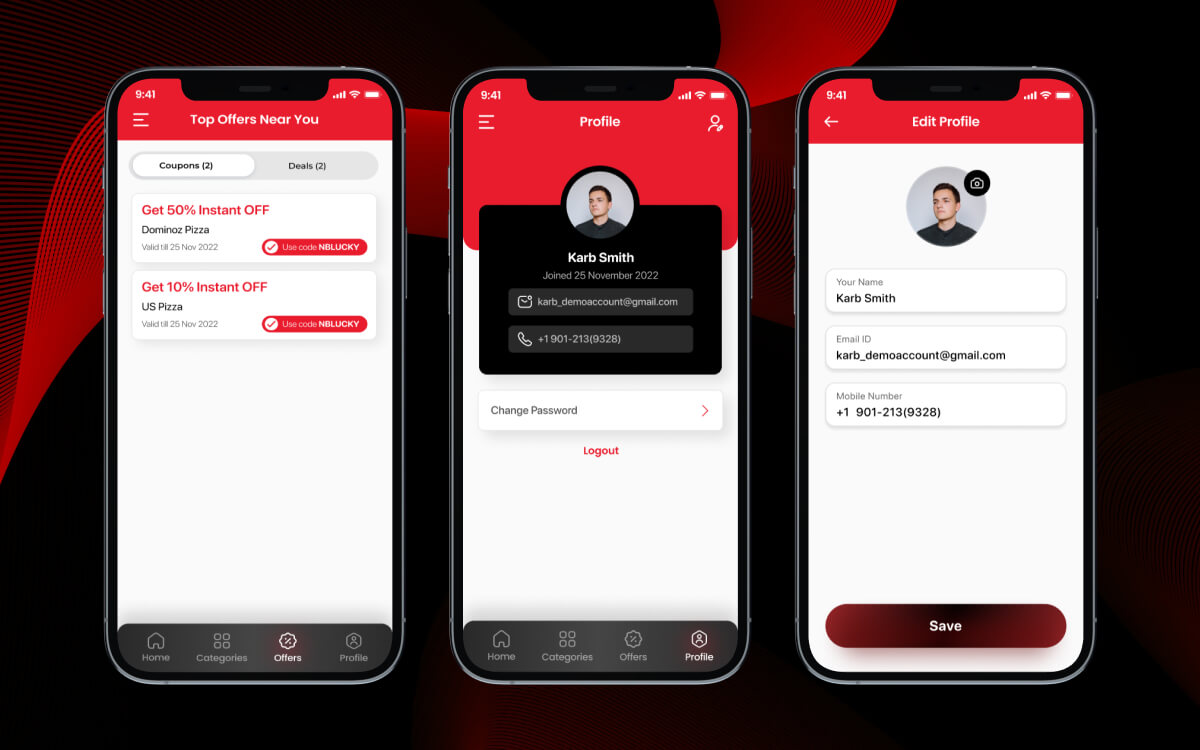 9:41
Top Offers Near You
Coupons (2)
Deals (2)
Get 50% Instant OFF
Dominoz Pizza
Valid till 25 Nov 2022
Use code NBLUCKY
Get 10% Instant OFF
US Pizza
Valid till 25 Nov 2022
Use code NBLUCKY
Home
Categories
Offers
Profile
9:41
Profile
Karb Smith
Joined 25 November 2022
karb_demoaccount@gmail.com
+1 901-213(9328)
Change Password
Logout
Home
Categories
Offers
Profile
9:41
Edit Profile
Your Name
Karb Smith
Email ID
karb_demoaccount@gmail.com
Mobile Number
+1 901-213(9328)
Save